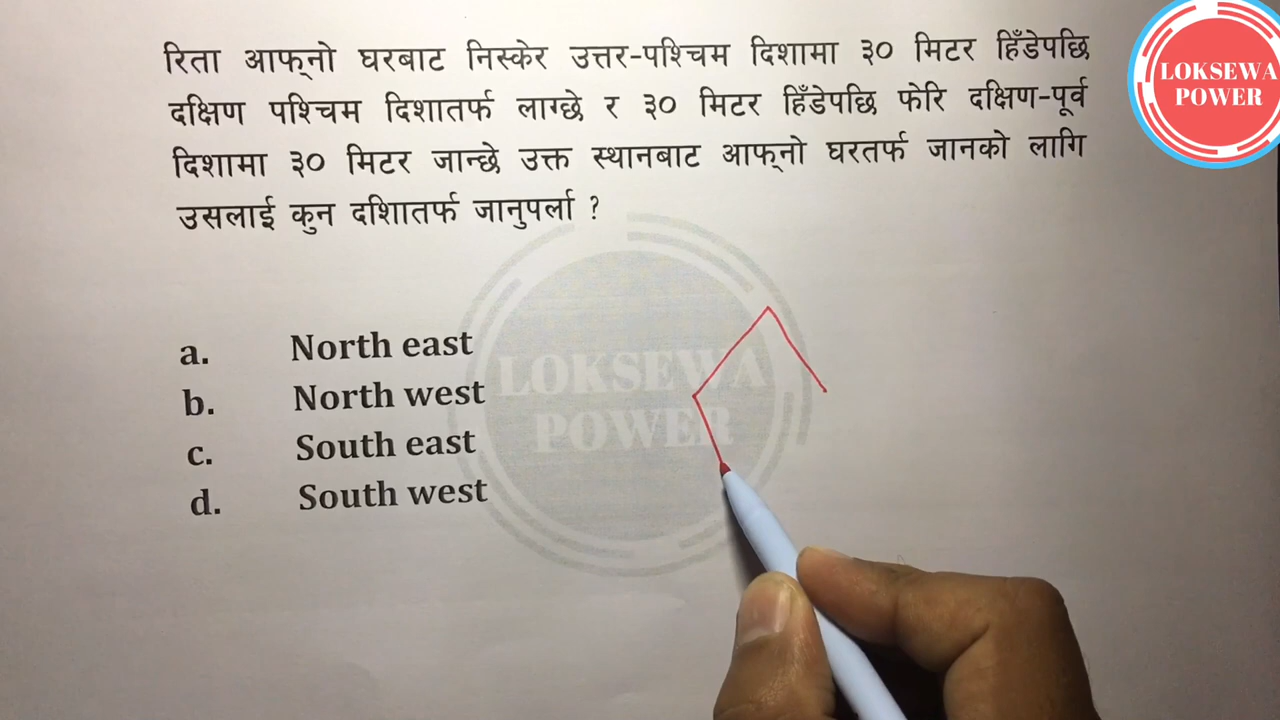 रिता आफ्‌नो घरबाट निस्केर उत्तर-पश्चिम दिशामा ३० मिटर हिँडेपछि
दक्षिण पश्चिम दिशातर्फ लाग्छे र ३० मिटर हिँडेपछि फेरि दक्षिण-पूर्व
दिशामा ३० मिटर जान्छे उक्त स्थानबाट आफ्‌नो घरतर्फ जानको लागि
उसलाई कुन दशिातर्फ जानुपर्ला ?
a. North east
b. North west
c. South east
d. South west
LOKSEWA
POWER
LOKSEWA
POWER